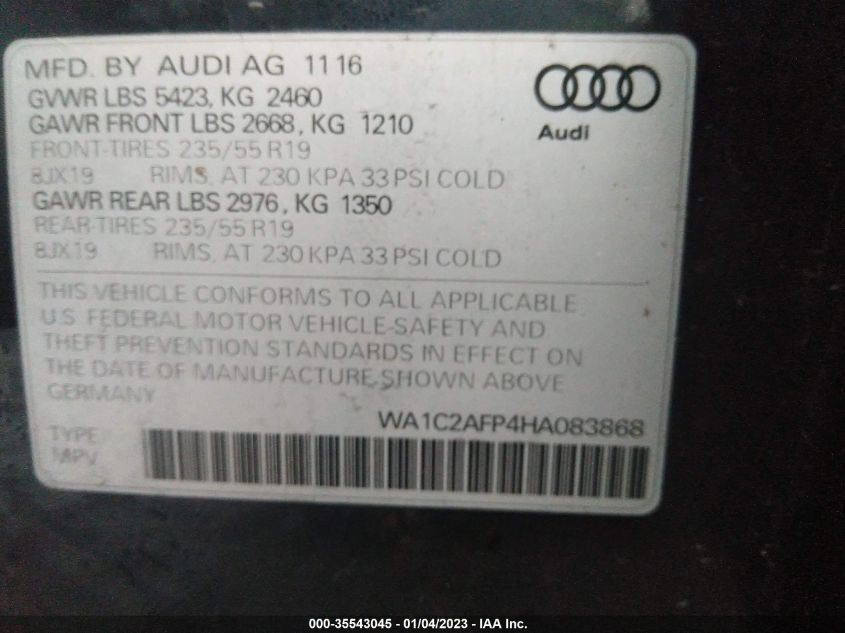 MFD. BY AUDI AG 11 16
GVWR LBS 5423, KG 2460
GAWR FRONT LBS 2668, KG 1210
FRONT-TIRES 235/55 R19
8JX19 RIMS, AT 230 KPA 33 PSI COLD
GAWR REAR LBS 2976, KG 1350
REAR-TIRES 235/55 R19
8JX19 RIMS, AT 230 KPA 33 PSI COLD
Audi
THIS VEHICLE CONFORMS TO ALL APPLICABLE
U.S. FEDERAL MOTOR VEHICLE-SAFETY AND
THEFT PREVENTION STANDARDS IN EFFECT ON
THE DATE OF MANUFACTURE SHOWN ABOVE
GERMANY
WA1C2AFP4HA083868
TYPE
MPV
000-35543045 - 01/04/2023 - IAA Inc.